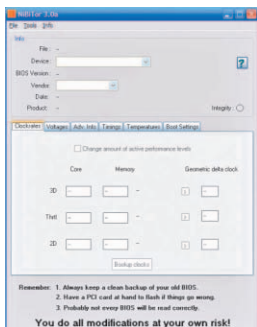 NiBiTor 3.0a
File Tools Info
Info
File: -
Device:
BIOS Version: -
Vendor
Date: -
Product: -
Integrity:
?
Clockrates Voltages Adv. Info Timings Temperatures Boot Settings
Change amount of active performance levels
Core Memory Geometric delta clock
3D - - - -
Thrtl - - - -
2D - - - -
Backup clocks
Remember: 1. Always keep a clean backup of your old BIOS.
2. Have a PCI card at hand to flash if things go wrong.
3. Probably not every BIOS will be read correctly.
You do all modifications at your own risk!